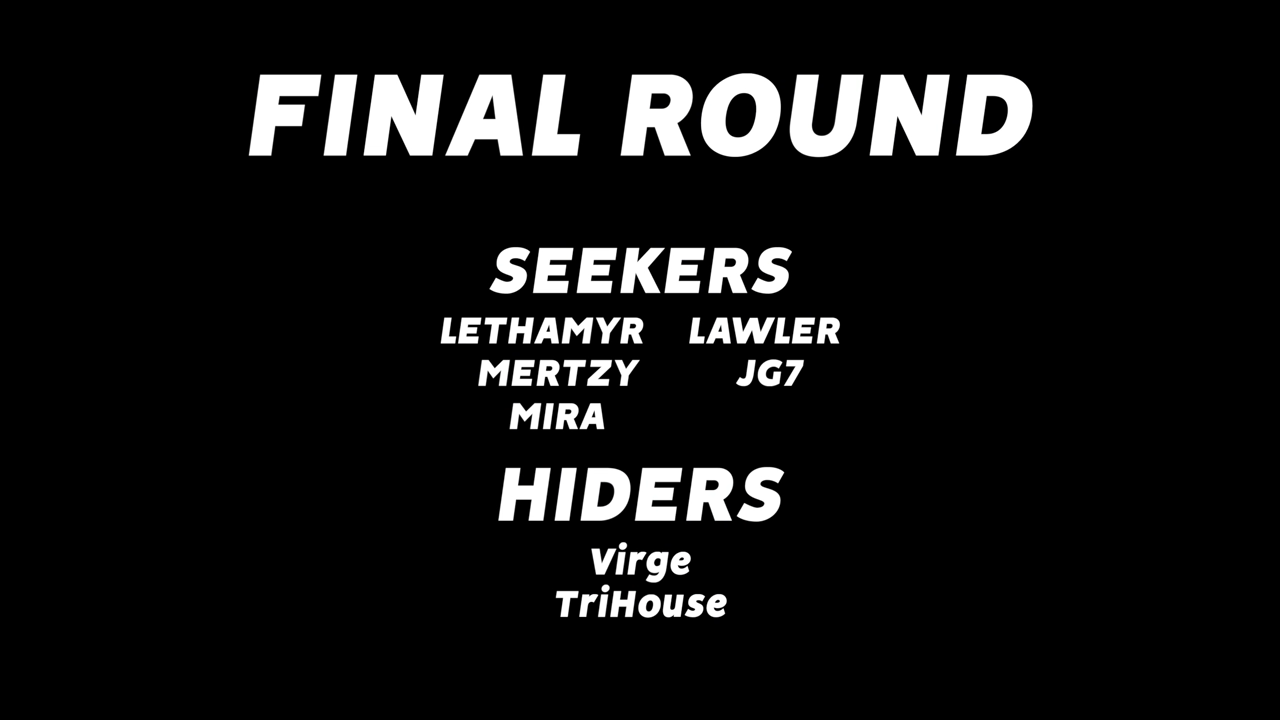 FINAL ROUND
SEEKERS
LETHAMYR LAWLER
MERTZY JG7
MIRA
HIDERS
Virge
TriHouse